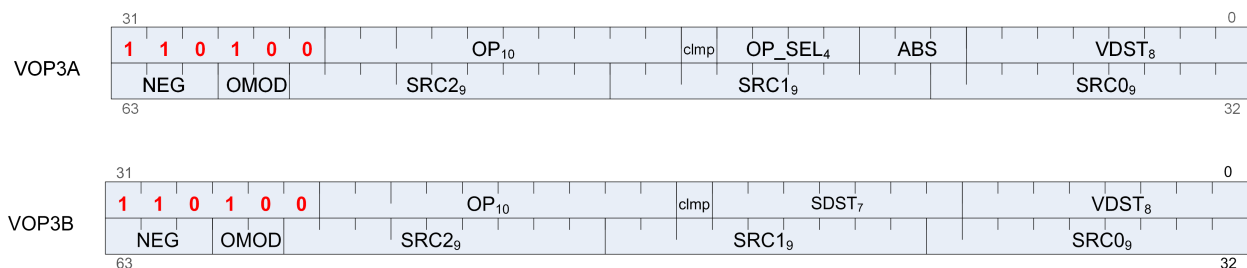 31 0
VOP3A
1 1 0 1 0 0 OP10 clmp OP_SEL4 ABS VDST8
NEG OMOD SRC29 SRC19 SRC09
63 32
31 0
VOP3B
1 1 0 1 0 0 OP10 clmp SDST7 VDST8
NEG OMOD SRC29 SRC19 SRC09
63 32